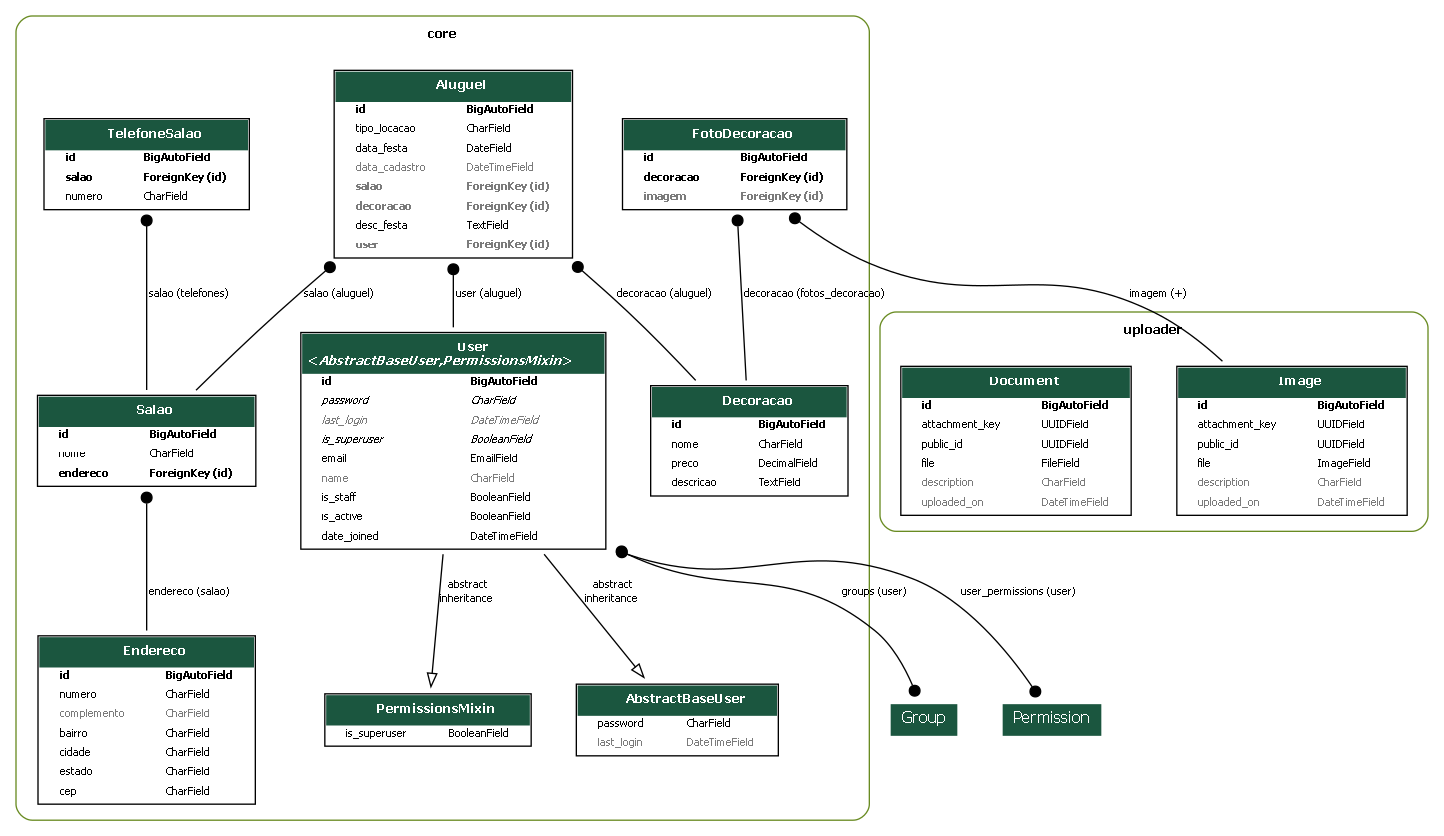 core
Aluguel
id BigAutoField
tipo_locacao CharField
data_festa DateField
data_cadastro DateTimeField
salao ForeignKey (id)
decoracao ForeignKey (id)
desc_festa TextField
user ForeignKey (id)
TelefoneSalao
id BigAutoField
salao ForeignKey (id)
numero CharField
FotoDecoracao
id BigAutoField
decoracao ForeignKey (id)
imagem ForeignKey (id)
salao (telefones)
salao (aluguel)
user (aluguel)
decoracao (aluguel)
decoracao (fotos_decoracao)
imagem (+)
uploader
User
<AbstractBaseUser,PermissionsMixin>
id BigAutoField
password CharField
last_login DateTimeField
is_superuser BooleanField
email EmailField
name CharField
is_staff BooleanField
is_active BooleanField
date_joined DateTimeField
Salao
id BigAutoField
nome CharField
endereco ForeignKey (id)
Decoracao
id BigAutoField
nome CharField
preco DecimalField
descricao TextField
Document
id BigAutoField
attachment_key UUIDField
public_id UUIDField
file FileField
description CharField
uploaded_on DateTimeField
Image
id BigAutoField
attachment_key UUIDField
public_id UUIDField
file ImageField
description CharField
uploaded_on DateTimeField
endereco (salao)
abstract
inheritance
abstract
inheritance
groups (user)
user_permissions (user)
Endereco
id BigAutoField
numero CharField
complemento CharField
bairro CharField
cidade CharField
estado CharField
cep CharField
PermissionsMixin
is_superuser BooleanField
AbstractBaseUser
password CharField
last_login DateTimeField
Group
Permission